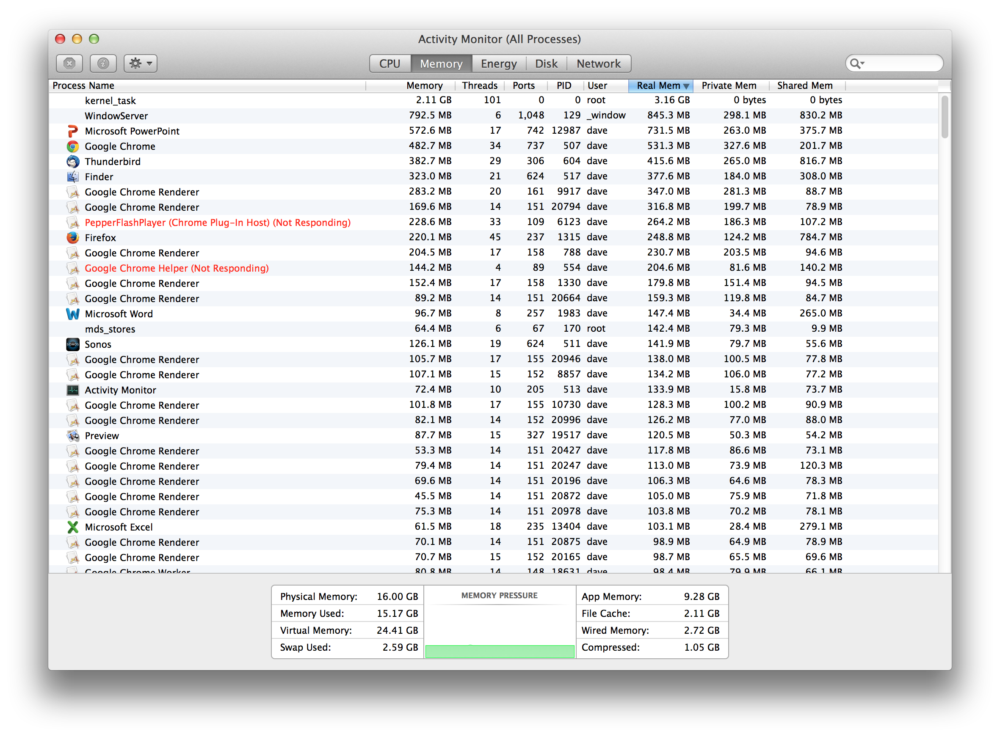 Activity Monitor (All Processes)
CPU Memory Energy Disk Network
Process Name Memory Threads Ports PID User Real Mem Private Mem Shared Mem
kernel_task 2.11 GB 101 0 0 root 3.16 GB 0 bytes 0 bytes
WindowServer 792.5 MB 6 1,048 129 _window 845.3 MB 298.1 MB 830.2 MB
Microsoft PowerPoint 572.6 MB 17 742 12987 dave 731.5 MB 263.0 MB 375.7 MB
Google Chrome 482.7 MB 34 737 507 dave 531.3 MB 327.6 MB 201.7 MB
Thunderbird 382.7 MB 29 306 604 dave 415.6 MB 265.0 MB 816.7 MB
Finder 323.0 MB 21 624 517 dave 377.6 MB 184.0 MB 308.0 MB
Google Chrome Renderer 283.2 MB 20 161 9917 dave 347.0 MB 281.3 MB 88.7 MB
Google Chrome Renderer 169.6 MB 14 151 20794 dave 316.8 MB 199.7 MB 78.9 MB
PepperFlashPlayer (Chrome Plug-In Host) (Not Responding) 228.6 MB 33 109 6123 dave 264.2 MB 186.3 MB 107.2 MB
Firefox 220.1 MB 45 237 1315 dave 248.8 MB 124.2 MB 784.7 MB
Google Chrome Renderer 204.5 MB 17 158 788 dave 230.7 MB 203.5 MB 94.6 MB
Google Chrome Helper (Not Responding) 144.2 MB 4 89 554 dave 204.6 MB 81.6 MB 140.2 MB
Google Chrome Renderer 152.4 MB 17 158 1330 dave 179.8 MB 151.4 MB 94.5 MB
Google Chrome Renderer 89.2 MB 14 151 20664 dave 159.3 MB 119.8 MB 84.7 MB
Microsoft Word 96.7 MB 8 257 1983 dave 147.4 MB 34.4 MB 265.0 MB
mds_stores 64.4 MB 6 67 170 root 142.4 MB 79.3 MB 9.9 MB
SONOS Sonos 126.1 MB 19 624 511 dave 141.9 MB 79.7 MB 55.6 MB
Google Chrome Renderer 105.7 MB 17 155 20946 dave 138.0 MB 100.5 MB 77.8 MB
Google Chrome Renderer 107.1 MB 15 152 8857 dave 134.2 MB 106.0 MB 77.2 MB
Activity Monitor 72.4 MB 10 205 513 dave 133.9 MB 15.8 MB 73.7 MB
Google Chrome Renderer 101.8 MB 17 155 10730 dave 128.3 MB 100.2 MB 90.9 MB
Google Chrome Renderer 82.1 MB 14 152 20996 dave 126.2 MB 77.0 MB 88.0 MB
Preview 87.7 MB 15 327 19517 dave 120.5 MB 50.3 MB 54.2 MB
Google Chrome Renderer 53.3 MB 14 151 20427 dave 117.8 MB 86.6 MB 73.1 MB
Google Chrome Renderer 79.4 MB 14 151 20247 dave 113.0 MB 73.9 MB 120.3 MB
Google Chrome Renderer 69.6 MB 14 151 20196 dave 106.3 MB 64.6 MB 78.3 MB
Google Chrome Renderer 45.5 MB 14 151 20872 dave 105.0 MB 75.9 MB 71.8 MB
Google Chrome Renderer 75.3 MB 14 151 20978 dave 103.8 MB 70.2 MB 78.1 MB
Microsoft Excel 61.5 MB 18 235 13404 dave 103.1 MB 28.4 MB 279.1 MB
Google Chrome Renderer 70.1 MB 14 151 20875 dave 98.9 MB 64.9 MB 78.9 MB
Google Chrome Renderer 70.7 MB 15 152 20165 dave 98.7 MB 65.5 MB 69.6 MB
Google Chrome Worker 80.8 MB 14 148 18631 dave 98.4 MB 79.9 MB 66.1 MB
Physical Memory: 16.00 GB
Memory Used: 15.17 GB
Virtual Memory: 24.41 GB
Swap Used: 2.59 GB
MEMORY PRESSURE
App Memory: 9.28 GB
File Cache: 2.11 GB
Wired Memory: 2.72 GB
Compressed: 1.05 GB